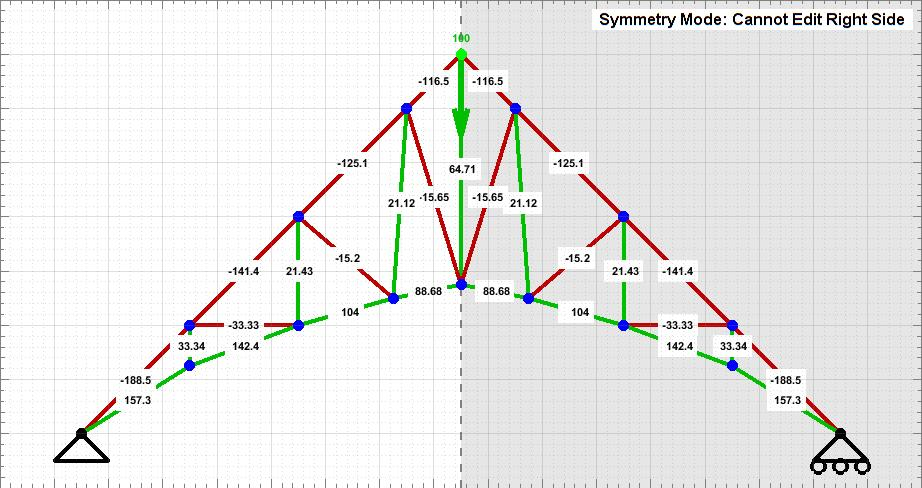 Symmetry Mode: Cannot Edit Right Side
100
-116.5 -116.5
-125.1 64.71 -125.1
21.12 -15.65 -15.65 21.12
-141.4 21.43 -15.2 -15.2 21.43 -141.4
88.68 88.68
104 104
-33.33 -33.33
33.34 142.4 142.4 33.34
-188.5 -188.5
157.3 157.3